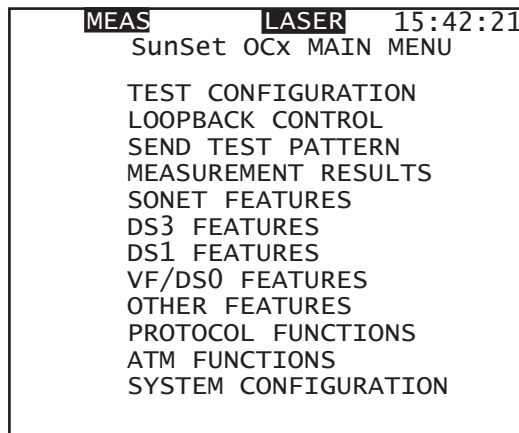 MEAS LASER 15:42:21
SunSet OCx MAIN MENU
TEST CONFIGURATION
LOOPBACK CONTROL
SEND TEST PATTERN
MEASUREMENT RESULTS
SONET FEATURES
DS3 FEATURES
DS1 FEATURES
VF/DS0 FEATURES
OTHER FEATURES
PROTOCOL FUNCTIONS
ATM FUNCTIONS
SYSTEM CONFIGURATION